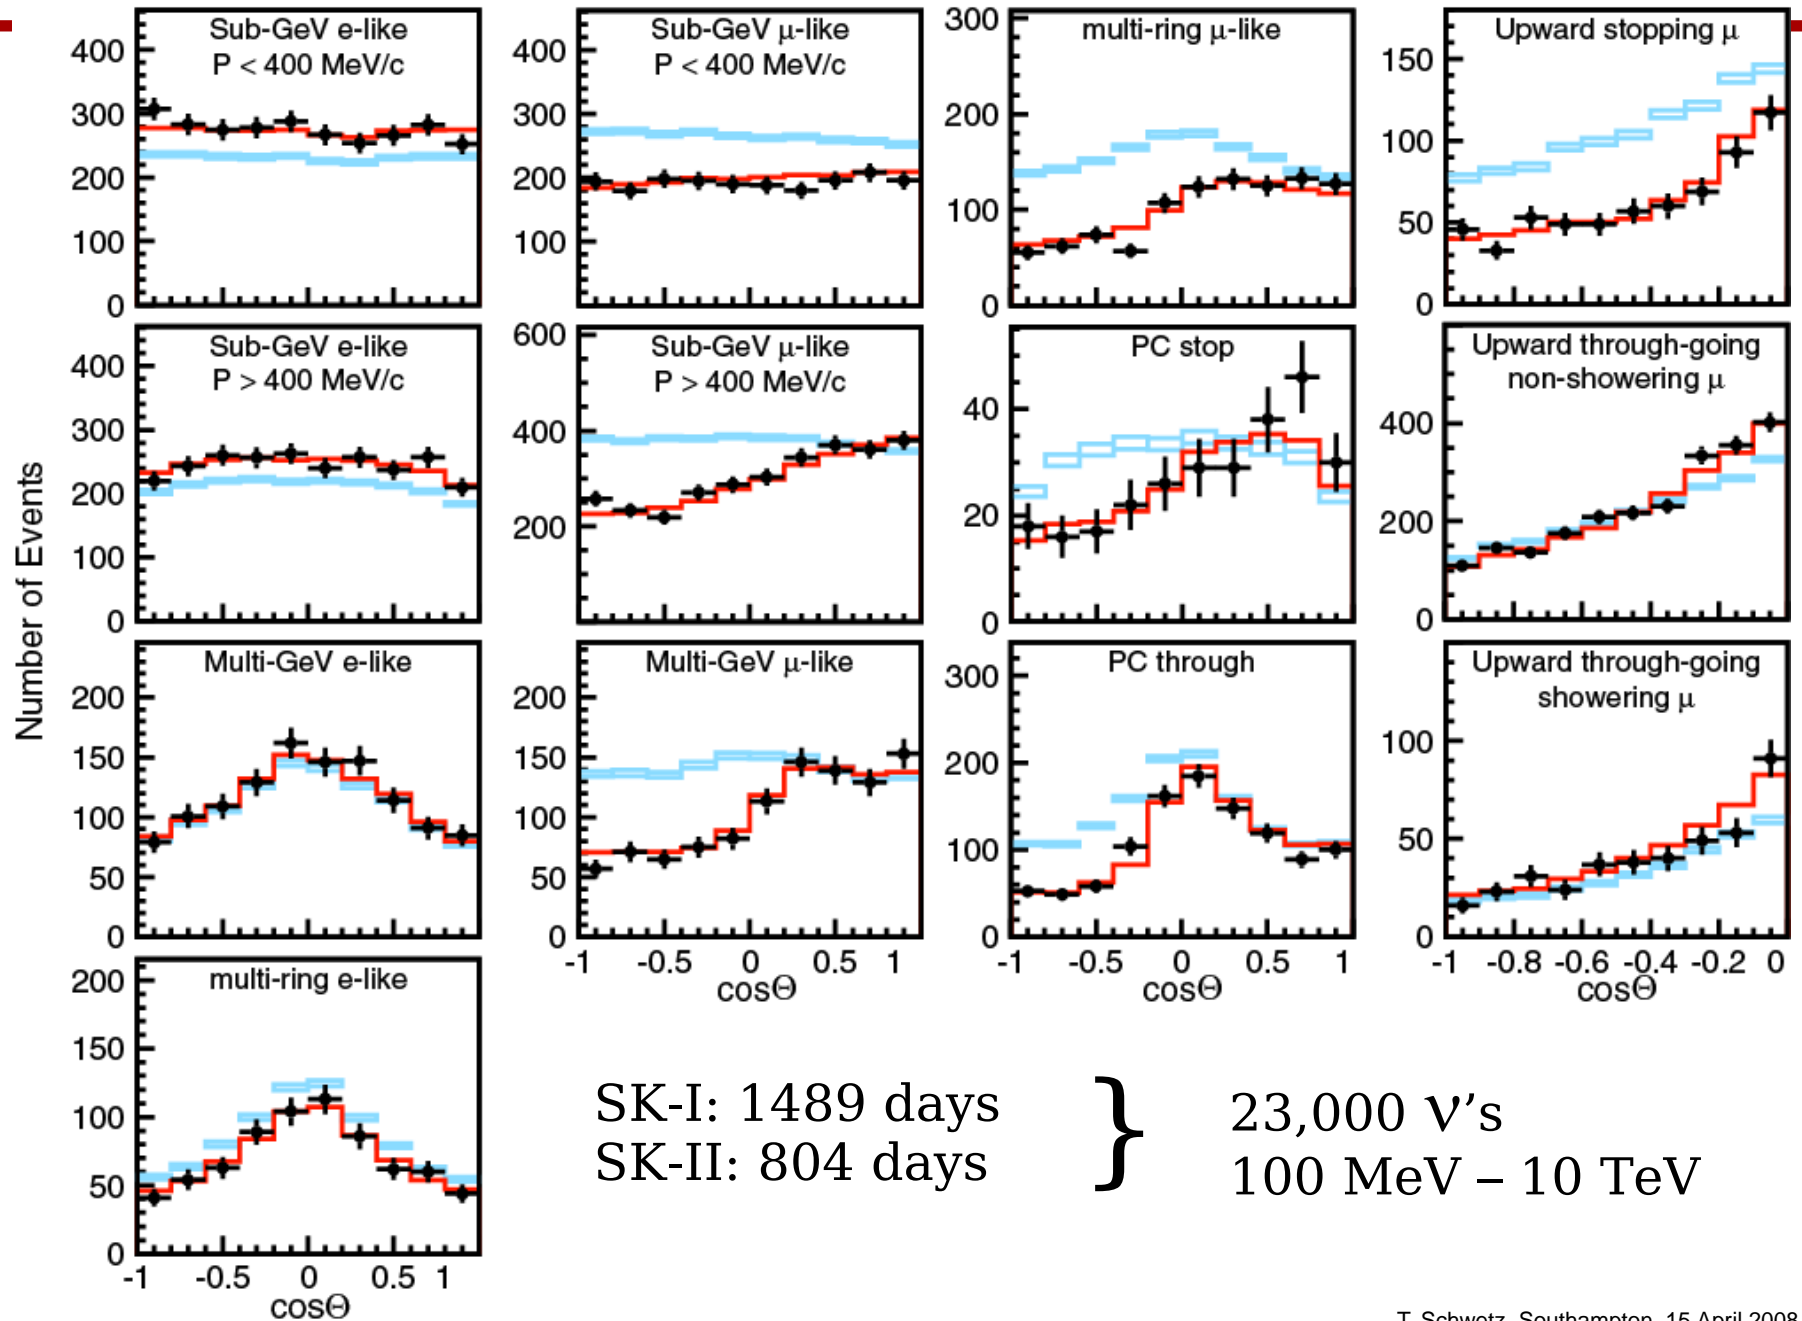 Number of Events
Sub-GeV e-like
P < 400 MeV/c
400
300
200
100
0
Sub-GeV μ-like
P < 400 MeV/c
400
300
200
100
multi-ring μ-like
300
200
100
0
Upward stopping μ
150
100
50
0
Sub-GeV e-like
P > 400 MeV/c
400
300
200
100
0
Sub-GeV μ-like
P > 400 MeV/c
600
400
200
PC stop
40
20
0
Upward through-going
non-showering μ
400
200
0
Multi-GeV e-like
200
150
100
50
0
Multi-GeV μ-like
200
150
100
50
0
-1 -0.5 0 0.5 1
cosΘ
PC through
300
200
100
0
-1 -0.5 0 0.5 1
cosΘ
Upward through-going
showering μ
100
50
0
-1 -0.8 -0.6 -0.4 -0.2 0
cosΘ
multi-ring e-like
200
150
100
50
0
-1 -0.5 0 0.5 1
cosΘ
SK-I: 1489 days
SK-II: 804 days
}
23,000 ν's
100 MeV – 10 TeV
T. Schwetz, Southampton, 15 April 2008